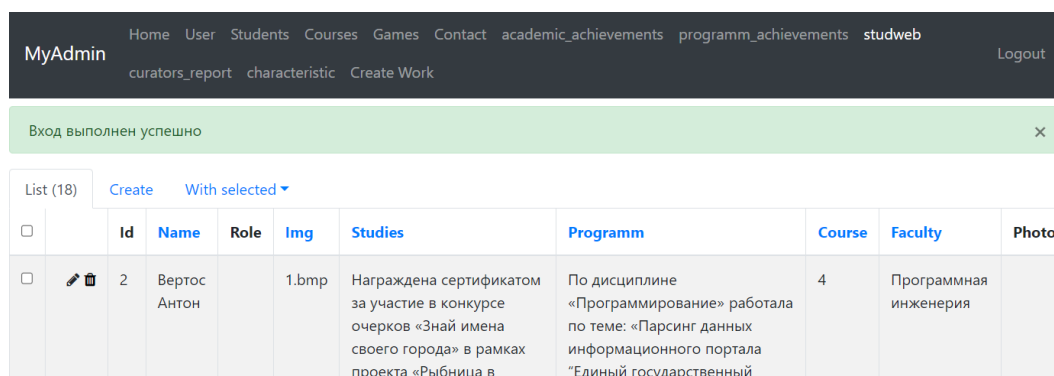 Home User Students Courses Games Contact academic_achievements programm_achievements studweb
MyAdmin
Logout
curators_report characteristic Create Work
Вход выполнен успешно ×
List (18) Create With selected
Id Name Role Img Studies Programm Course Faculty Photo
2 Вертос 1.bmp Награждена сертификатом По дисциплине 4 Программная
Антон за участие в конкурсе «Программирование» работала инженерия
очерков «Знай имена по теме: «Парсинг данных
своего города» в рамках информационного портала
проекта «Рыбница в "Единый государственный